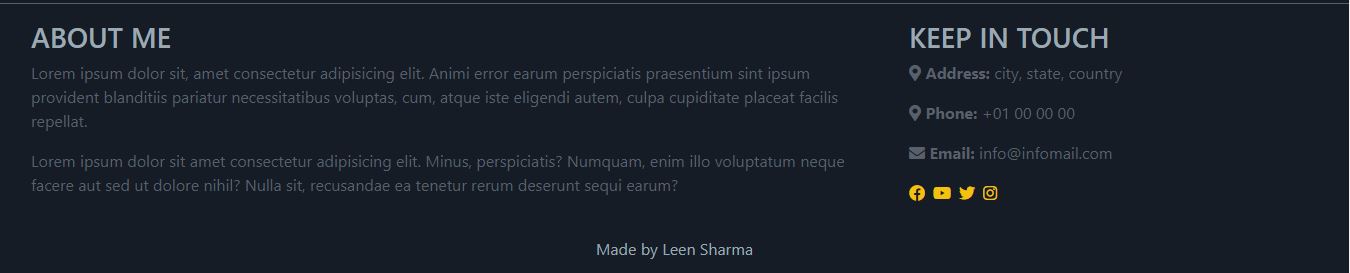 ABOUT ME
Lorem ipsum dolor sit, amet consectetur adipisicing elit. Animi error earum perspiciatis praesentium sint ipsum
provident blanditiis pariatur necessitatibus voluptas, cum, atque iste eligendi autem, culpa cupiditate placeat facilis
repellat.
Lorem ipsum dolor sit amet consectetur adipisicing elit. Minus, perspiciatis? Numquam, enim illo voluptatum neque
facere aut sed ut dolore nihil? Nulla sit, recusandae ea tenetur rerum deserunt sequi earum?
KEEP IN TOUCH
Address: city, state, country
Phone: +01 00 00 00
Email: info@infomail.com
Made by Leen Sharma